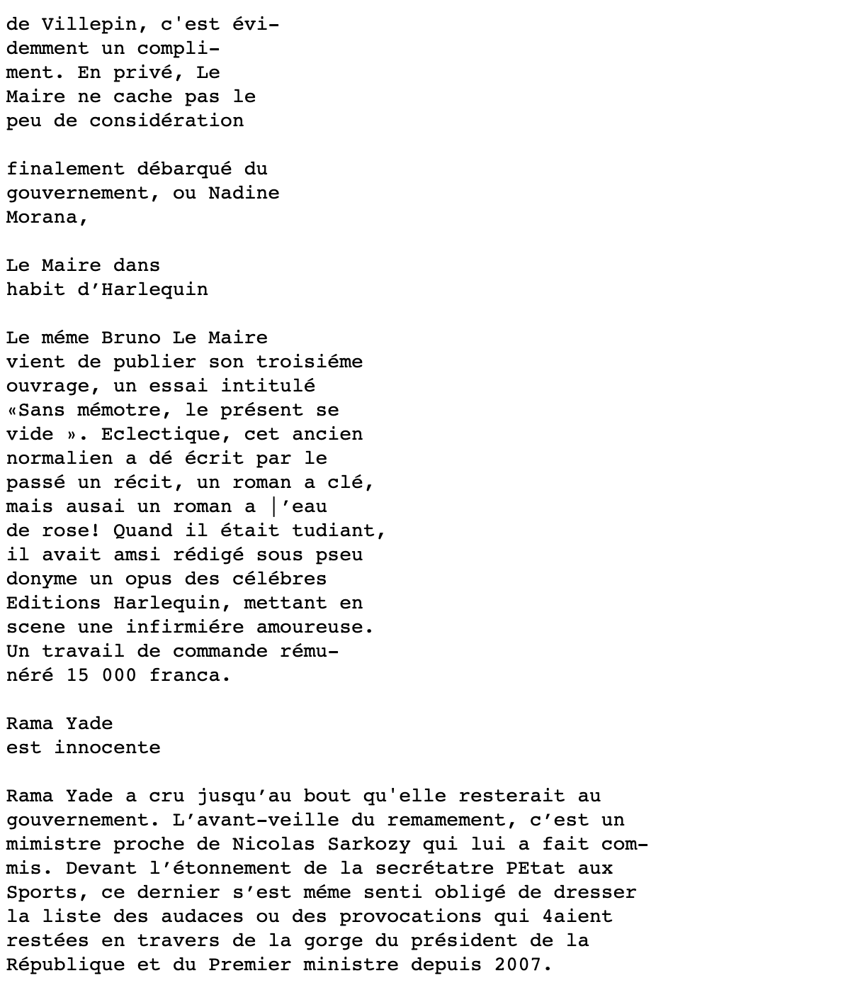 de Villepin, c'est évi-
demment un compli-
ment. En privé, Le
Maire ne cache pas le
peu de considération
finalement débarqué du
gouvernement, ou Nadine
Morana,
Le Maire dans
habit d’Harlequin
Le méme Bruno Le Maire
vient de publier son troisiéme
ouvrage, un essai intitulé
«Sans mémotre, le présent se
vide ». Eclectique, cet ancien
normalien a dé écrit par le
passé un récit, un roman a clé,
mais ausai un roman a |’eau
de rose! Quand il était tudiant,
il avait amsi rédigé sous pseu
donyme un opus des célébres
Editions Harlequin, mettant en
scene une infirmiére amoureuse.
Un travail de commande rému-
néré 15 000 franca.
Rama Yade
est innocente
Rama Yade a cru jusqu’au bout qu'elle resterait au
gouvernement. L’avant-veille du remamement, c’est un
mimistre proche de Nicolas Sarkozy qui lui a fait com-
mis. Devant l’étonnement de la secrétatre PEtat aux
Sports, ce dernier s’est méme senti obligé de dresser
la liste des audaces ou des provocations qui 4aient
restées en travers de la gorge du président de la
République et du Premier ministre depuis 2007.